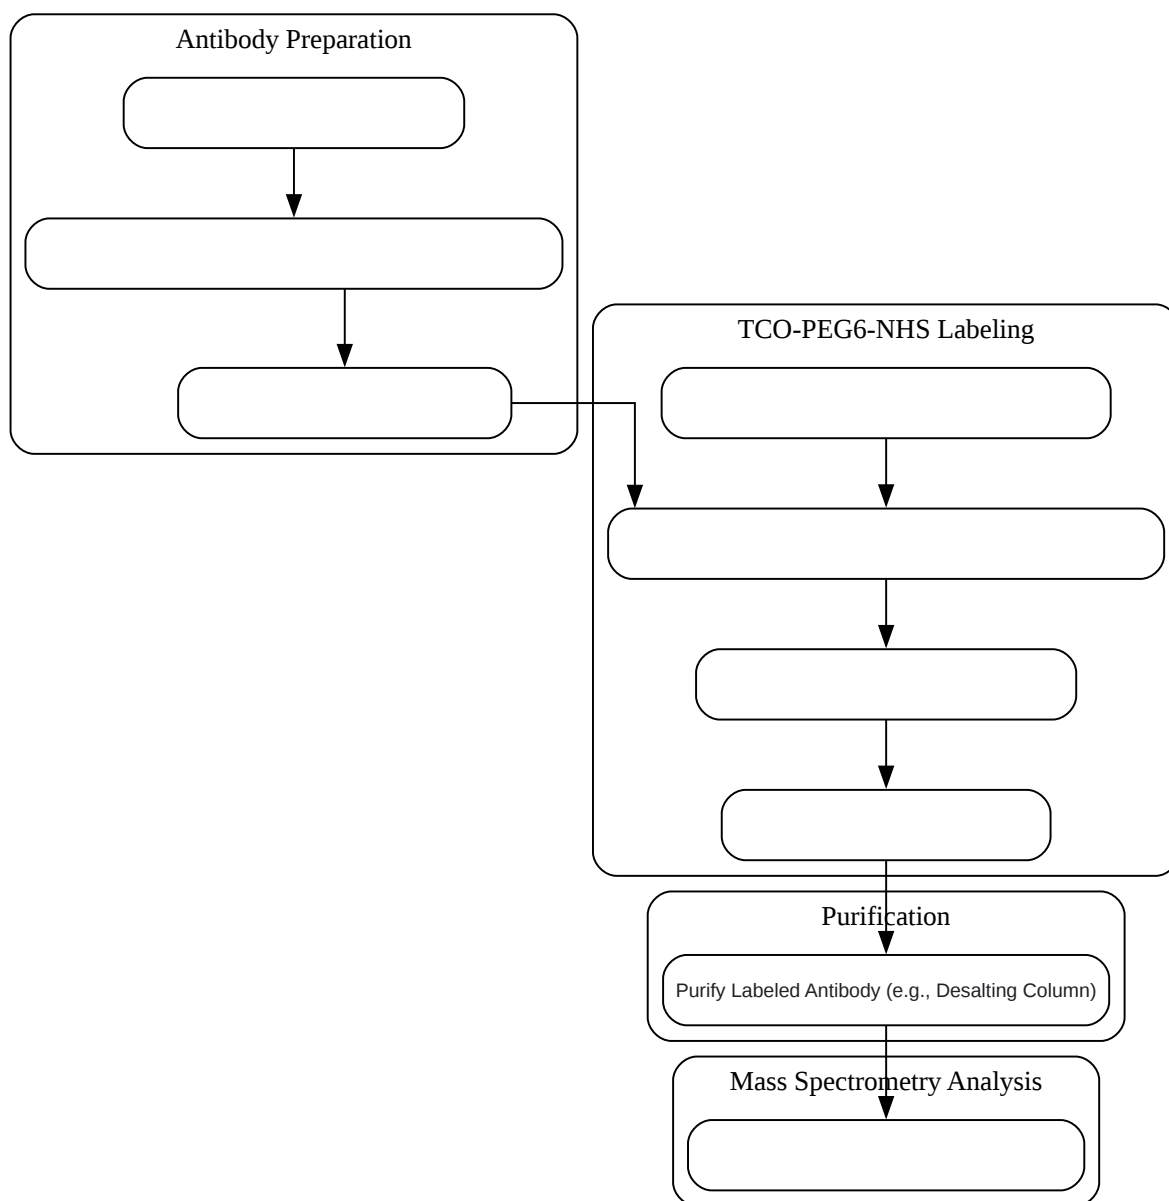 Antibody Preparation
TCO-PEG6-NHS Labeling
Purification
Purify Labeled Antibody (e.g., Desalting Column)
Mass Spectrometry Analysis